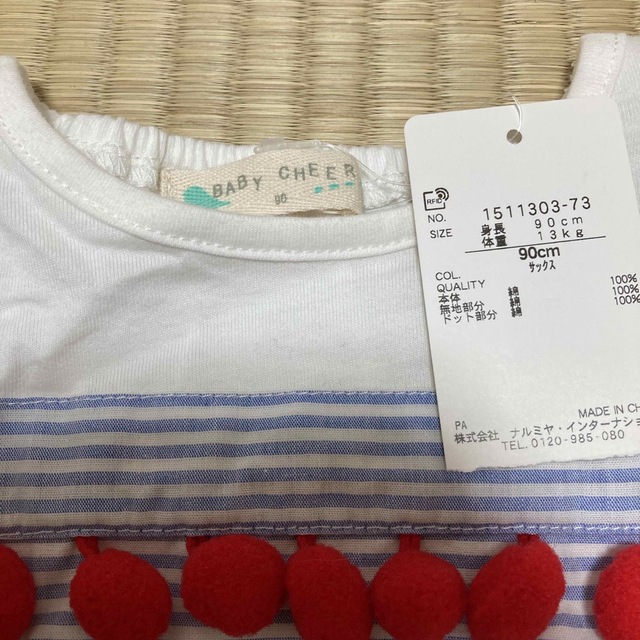 BABY CHEER
90
RFID
NO. 1511303-73
SIZE 身長 90cm
体重 13kg
90cm
サックス
COL.
QUALITY
本体 綿 100%
無地部分 綿 100%
ドット部分 綿 100%
PA MADE IN CH
株式会社 ナルミヤ・インターナショ
TEL. 0120-985-080